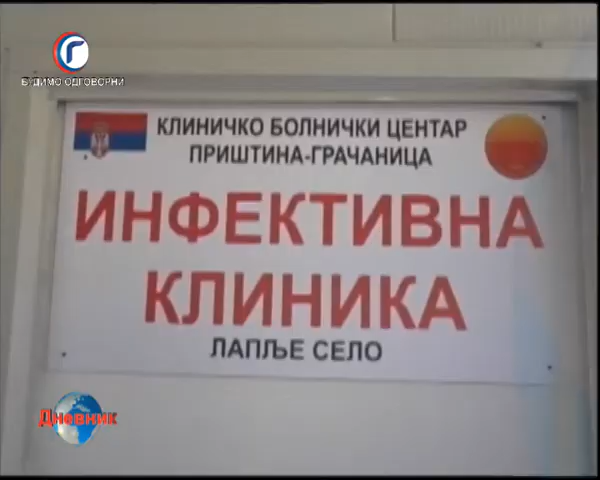 Г
БУДИМО ОДГОВОРНИ
КЛИНИЧКО БОЛНИЧКИ ЦЕНТАР
ПРИШТИНА-ГРАЧАНИЦА
ИНФЕКТИВНА
КЛИНИКА
ЛАПЉЕ СЕЛО
Дневник